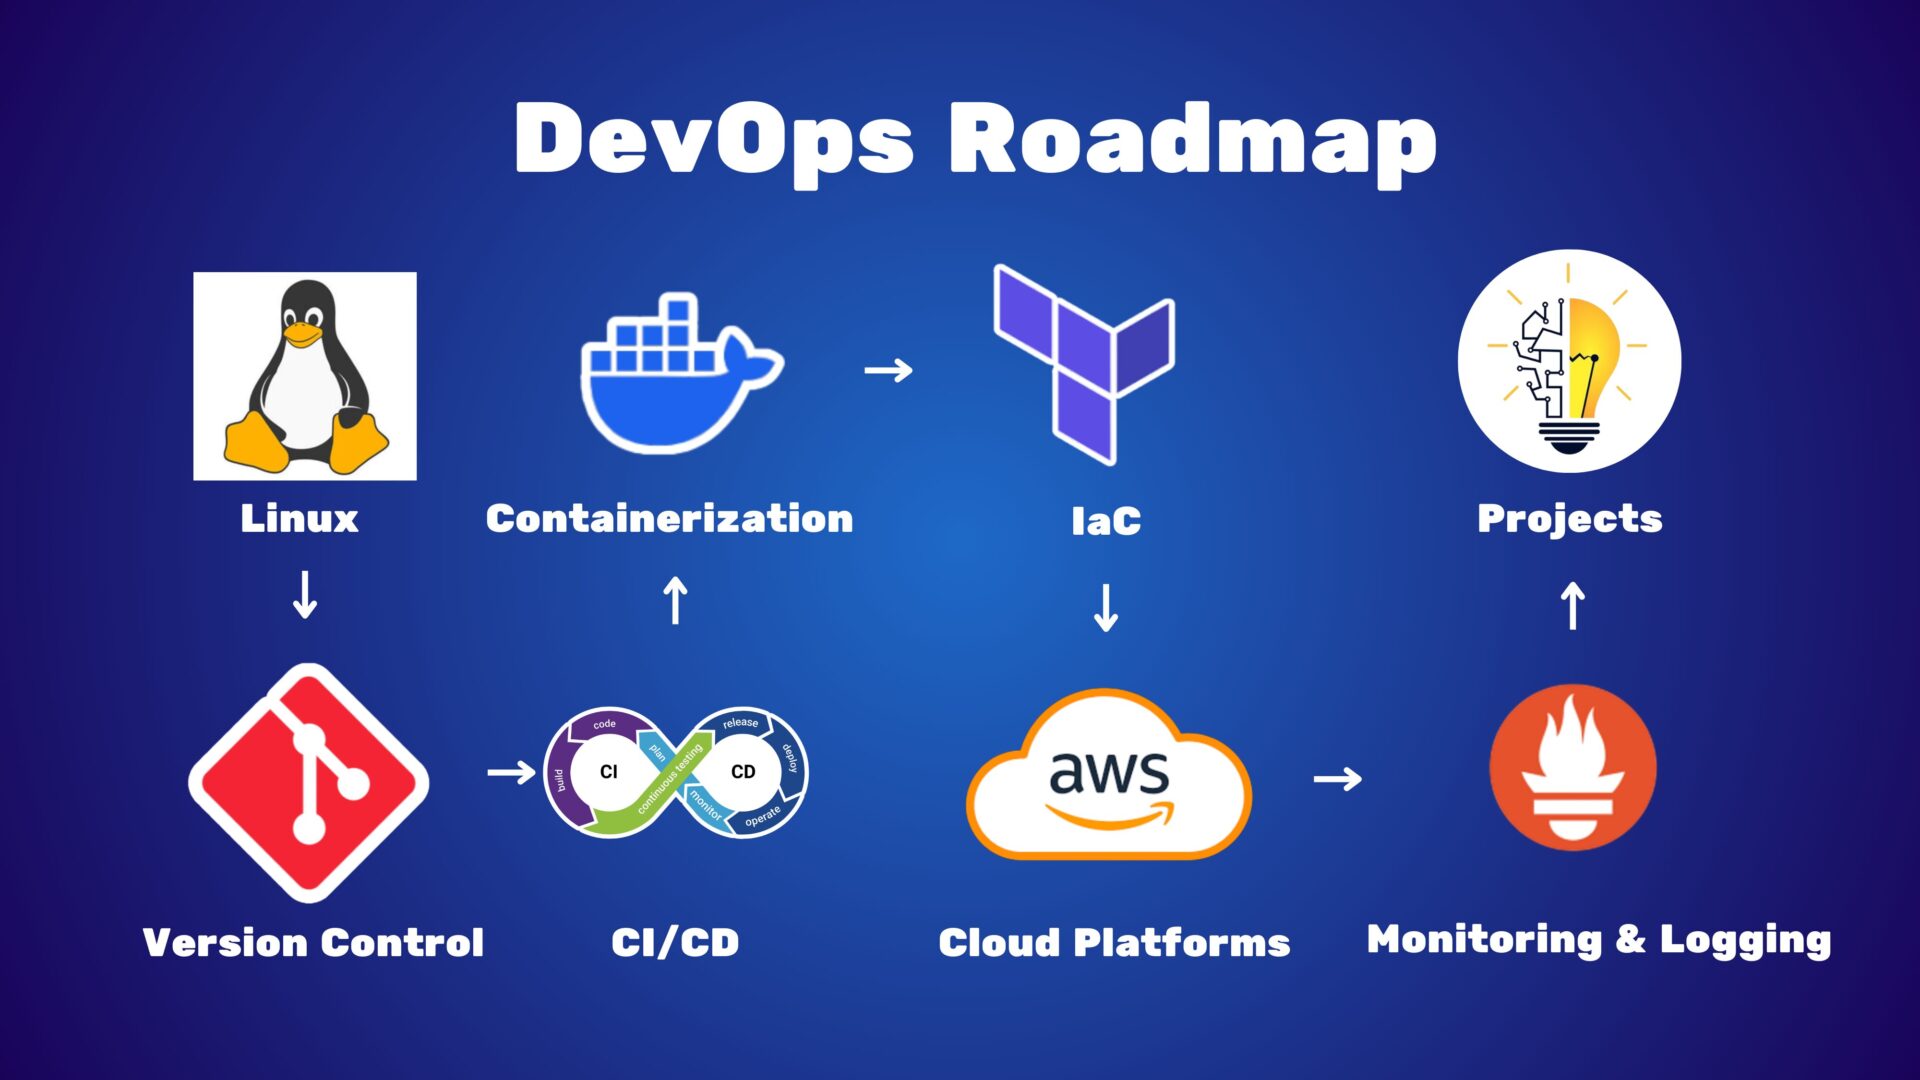 DevOps Roadmap
Linux
Containerization
IaC
Projects
code
build
plan
continuous testing
CI
CD
release
deploy
operate
monitor
aws
Version Control
CI/CD
Cloud Platforms
Monitoring & Logging